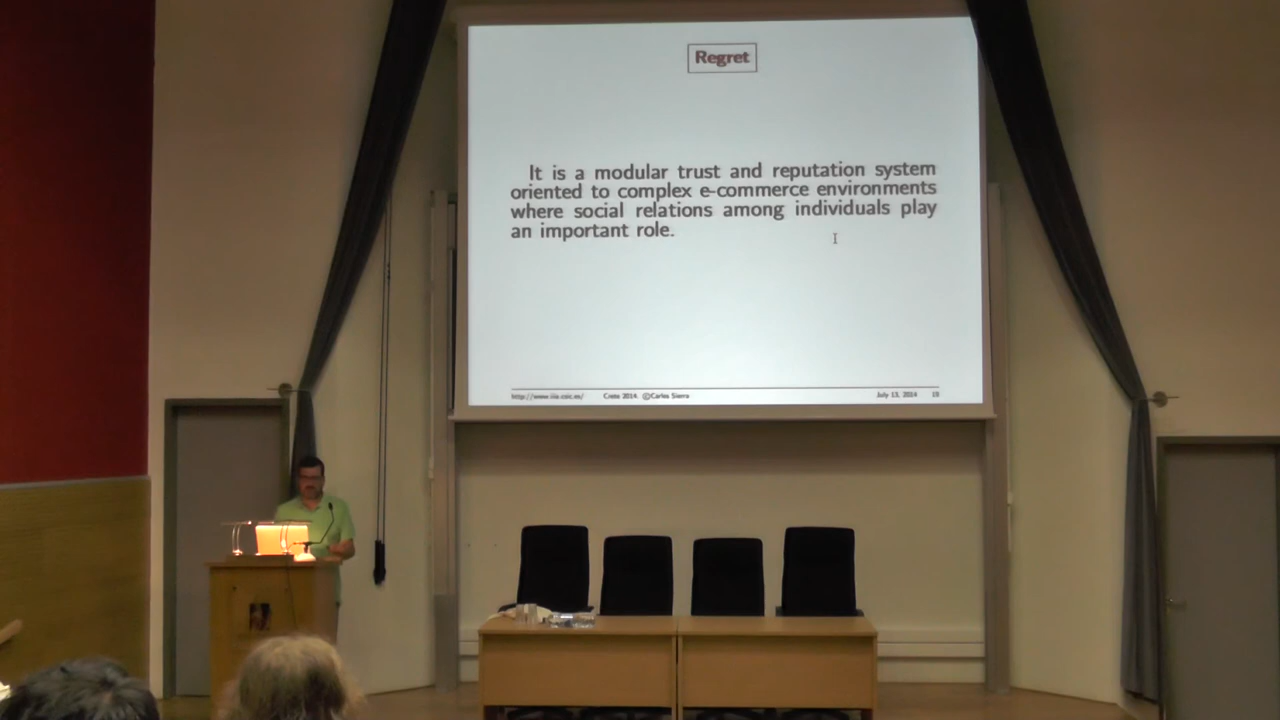 Regret
It is a modular trust and reputation system
oriented to complex e-commerce environments
where social relations among individuals play
an important role.
http://www.iiia.csic.es/ Crete 2014. ©Carles Sierra July 13, 2014 18